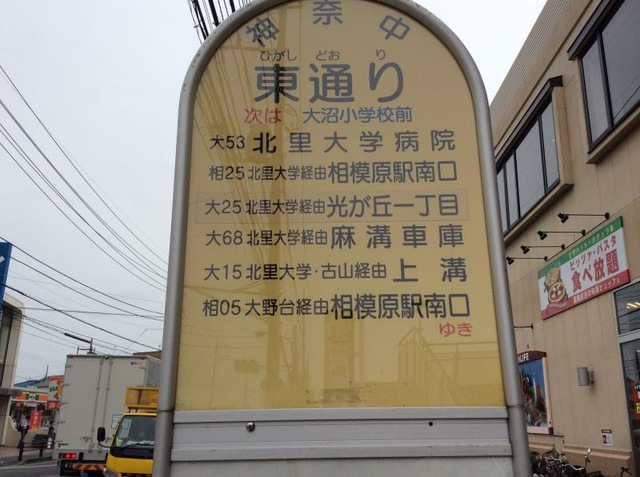 神奈中
ひがし どおり
東通り
次は 大沼小学校前
大53 北里大学病院
相25 北里大学経由 相模原駅南口
大25 北里大学経由 光が丘一丁目
大68 北里大学経由 麻溝車庫
大15 北里大学・古山経由 上溝
相05 大野台経由 相模原駅南口
ゆき
ピッツァ・パスタ
食べ放題